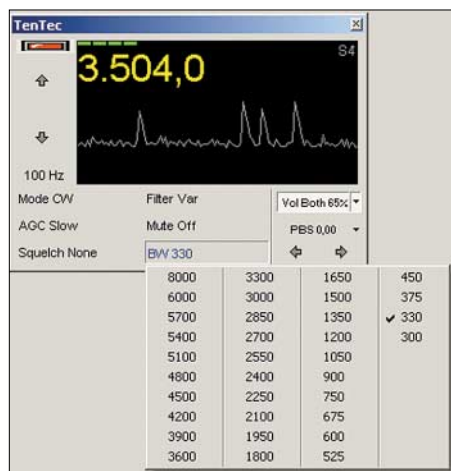 TenTec
S4
3.504,0
100 Hz
Mode CW Filter Var Vol Both 65%
AGC Slow Mute Off PBS 0,00
Squelch None BW 330
8000 3300 1650 450
6000 3000 1500 375
5700 2850 1350 330
5400 2700 1200 300
5100 2550 1050
4800 2400 900
4500 2250 750
4200 2100 675
3900 1950 600
3600 1800 525